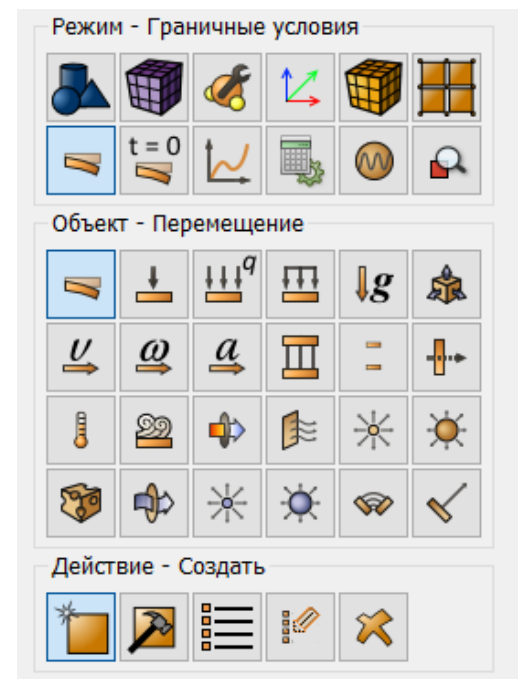 Режим - Граничные условия
t = 0
Объект - Перемещение
q
g
υ ω a
Действие - Создать